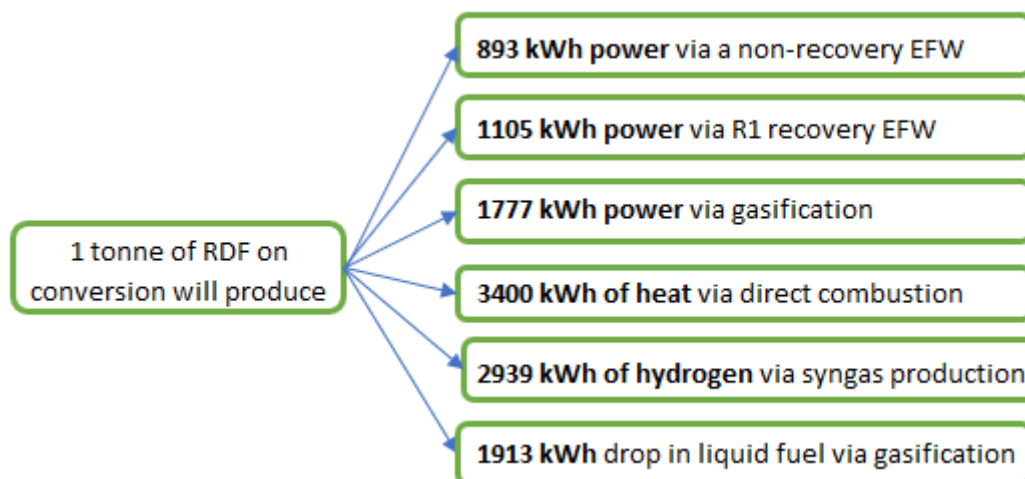 893 kWh power via a non-recovery EFW
1105 kWh power via R1 recovery EFW
1777 kWh power via gasification
1 tonne of RDF on
conversion will produce
3400 kWh of heat via direct combustion
2939 kWh of hydrogen via syngas production
1913 kWh drop in liquid fuel via gasification